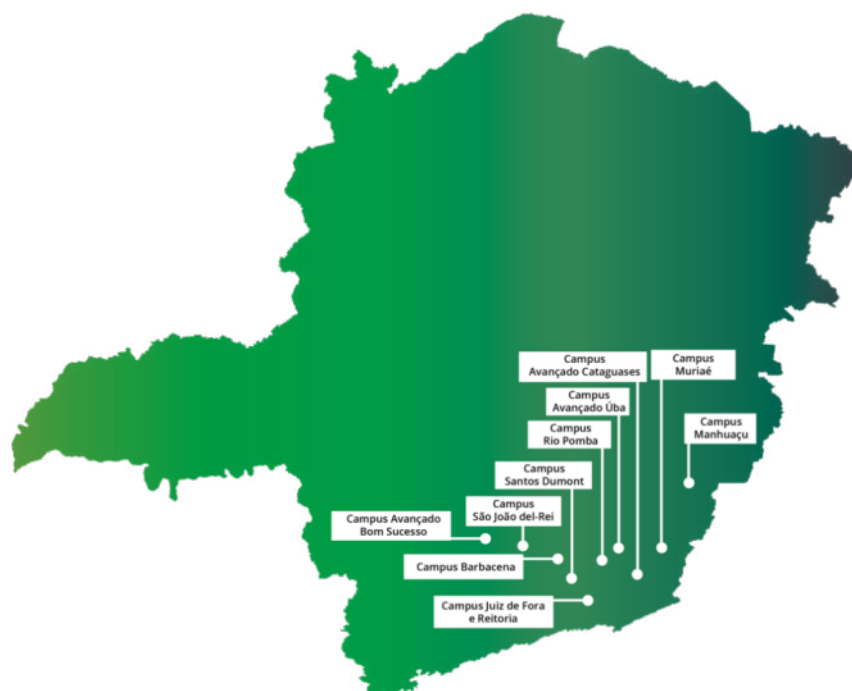 Campus
Avançado Cataguases
Campus
Muriaé
Campus
Avançado Úba
Campus
Rio Pomba
Campus
Manhuaçu
Campus
Santos Dumont
Campus
São João del-Rei
Campus Avançado
Bom Sucesso
Campus Barbacena
Campus Juiz de Fora
e Reitoria